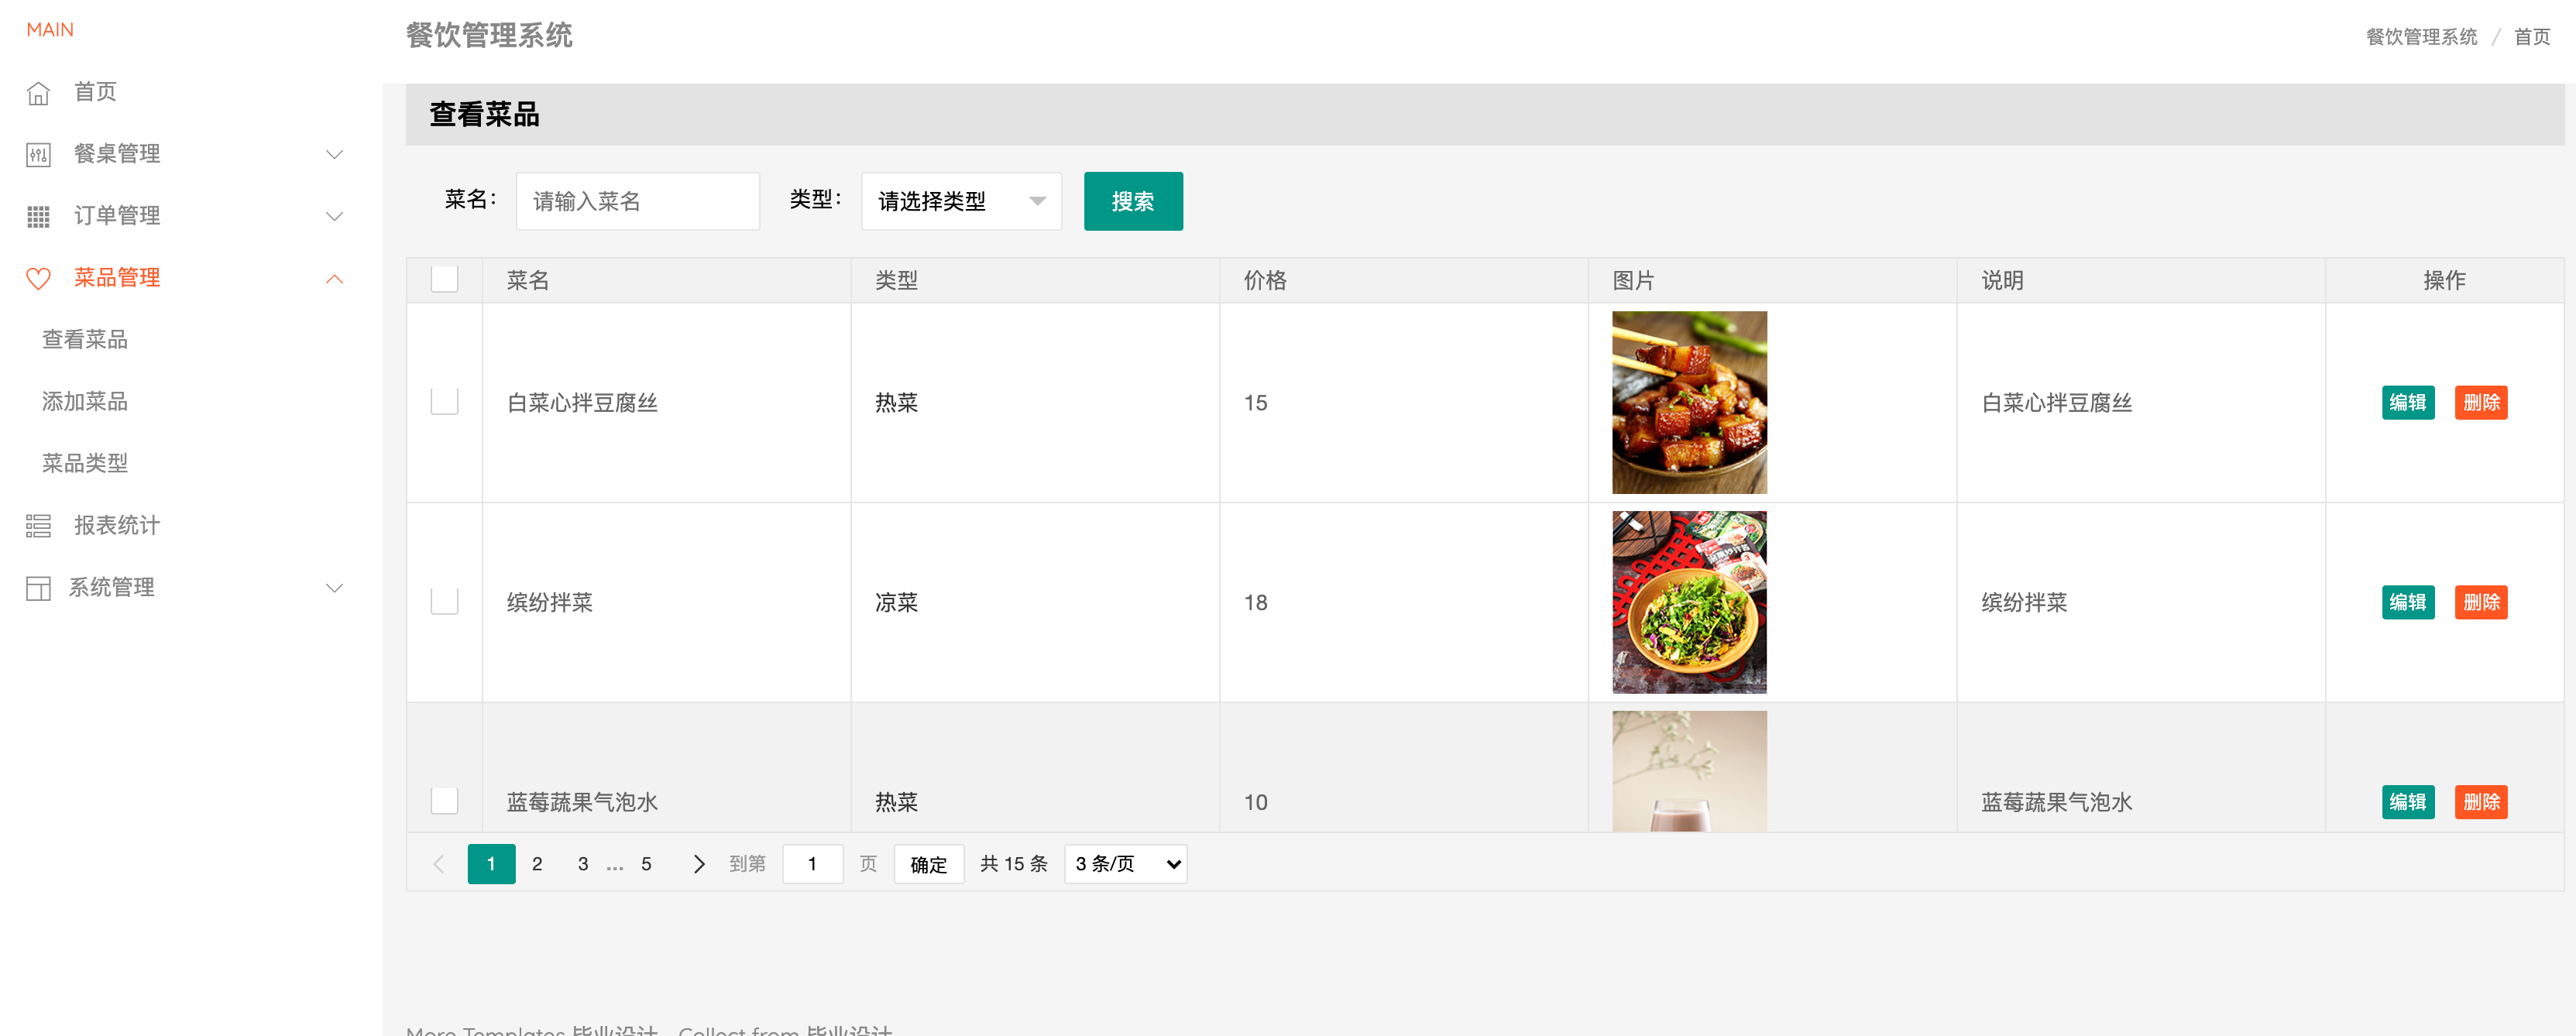 MAIN
餐饮管理系统
餐饮管理系统 / 首页
首页
餐桌管理
订单管理
菜品管理
查看菜品
添加菜品
菜品类型
报表统计
系统管理
查看菜品
菜名： 请输入菜名 类型： 请选择类型 搜索
菜名 类型 价格 图片 说明 操作
白菜心拌豆腐丝 热菜 15 白菜心拌豆腐丝 编辑 删除
缤纷拌菜 凉菜 18 缤纷拌菜 编辑 删除
蓝莓蔬果气泡水 热菜 10 蓝莓蔬果气泡水 编辑 删除
1 2 3 … 5 到第 1 页 确定 共 15 条 3 条/页
More Templates 毕业设计 - Collect from 毕业设计